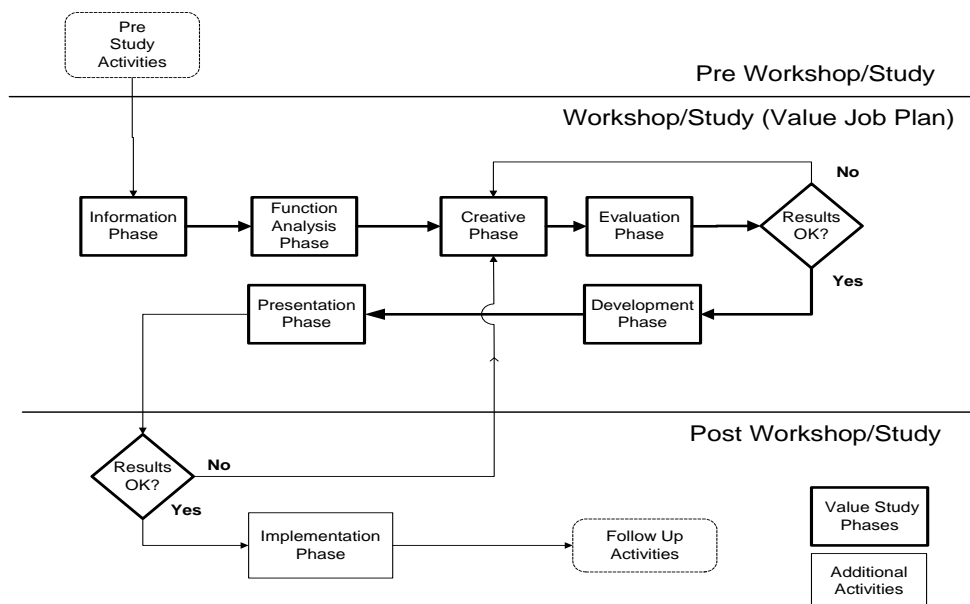 Pre
Study
Activities
Pre Workshop/Study
Workshop/Study (Value Job Plan)
No
Information
Phase
Function
Analysis
Phase
Creative
Phase
Evaluation
Phase
Results
OK?
Yes
Presentation
Phase
Development
Phase
Post Workshop/Study
Results
OK?
No
Yes
Implementation
Phase
Follow Up
Activities
Value Study
Phases
Additional
Activities